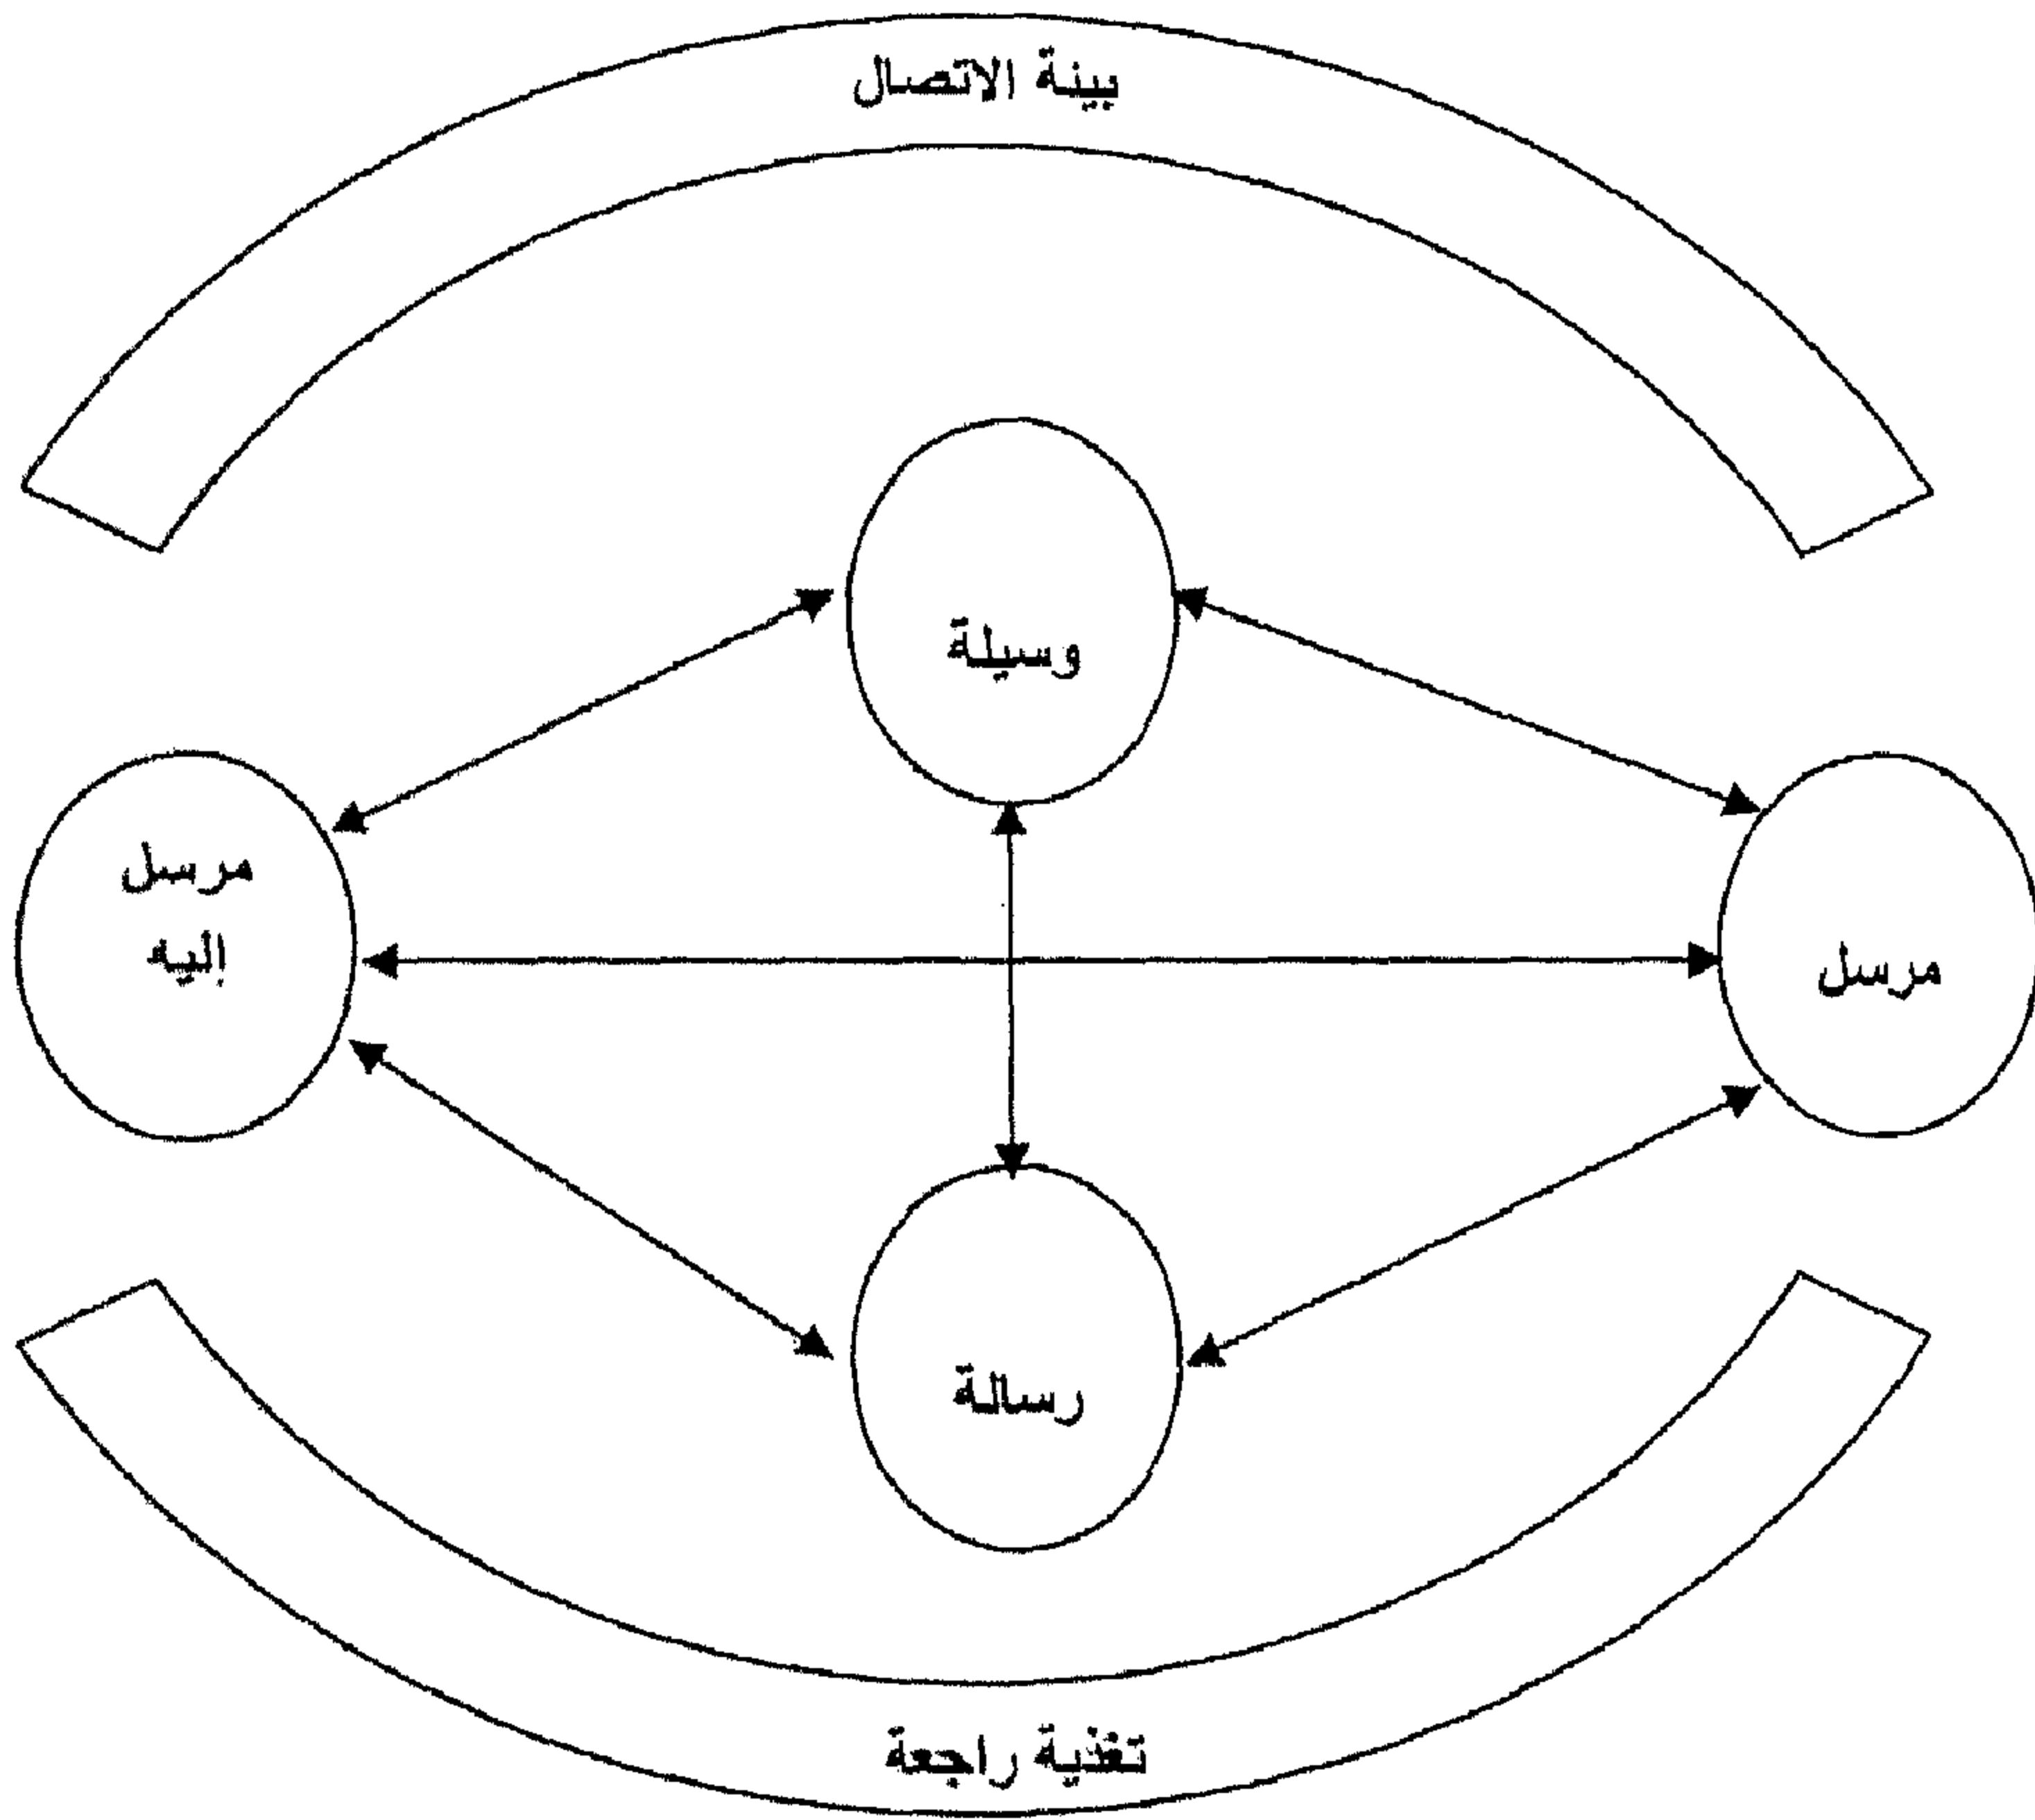 بيئة الاتصال
وسيلة
مرسل
مرسل
إليه
رسالة
تغذية راجعة